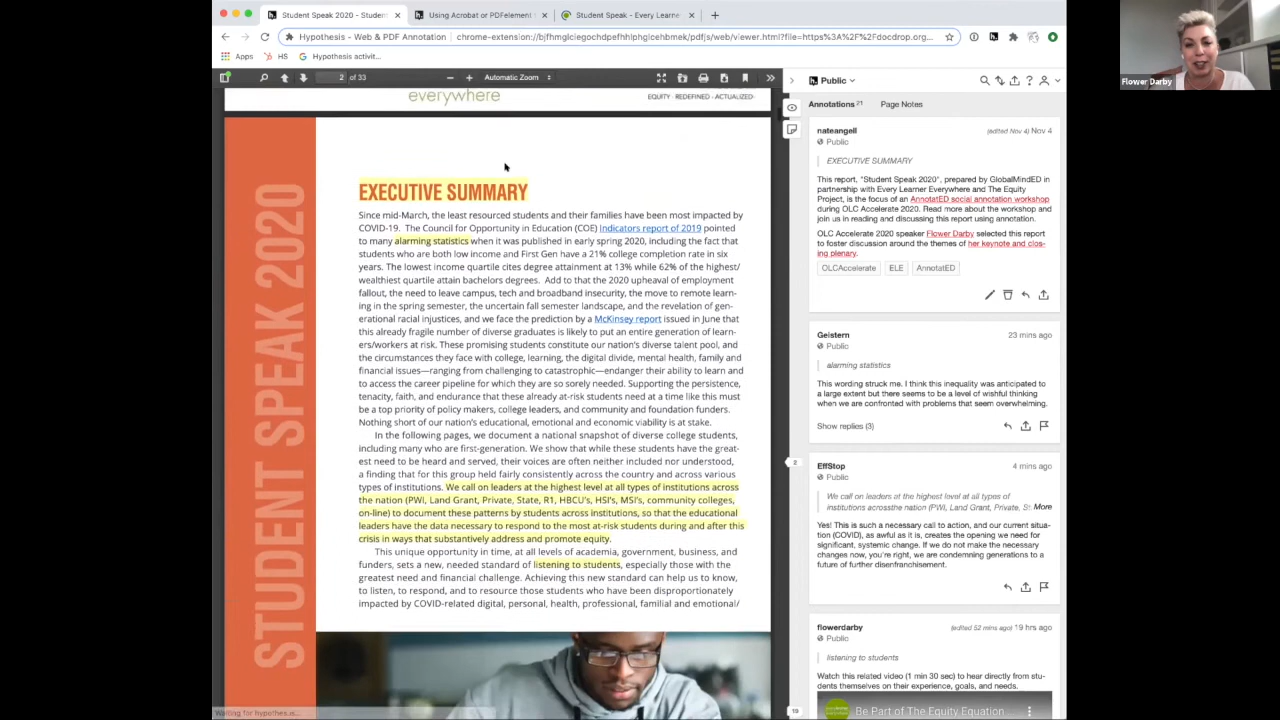 Student Speak 2020 - Studen
Using Acrobat or PDFelement t
Student Speak - Every Learne
Hypothesis - Web & PDF Annotation
chrome-extension://bjfhmglciegochdpefhhlphglcehbmek/pdfjs/web/viewer.html?file=https%3A%2F%2Fdocdrop.org...
Apps
HS
Hypothesis activit...
2 of 33
Automatic Zoom
everywhere
EQUITY · REDEFINED · ACTUALIZED
STUDENT SPEAK 2020
EXECUTIVE SUMMARY
Since mid-March, the least resourced students and their families have been most impacted by
COVID-19. The Council for Opportunity in Education (COE) Indicators report of 2019 pointed
to many alarming statistics when it was published in early spring 2020, including the fact that
students who are both low income and First Gen have a 21% college completion rate in six
years. The lowest income quartile cites degree attainment at 13% while 62% of the highest/
wealthiest quartile attain bachelors degrees. Add to that the 2020 upheaval of employment
fallout, the need to leave campus, tech and broadband insecurity, the move to remote learn-
ing in the spring semester, the uncertain fall semester landscape, and the revelation of gen-
erational racial injustices, and we face the prediction by a McKinsey report issued in June that
this already fragile number of diverse graduates is likely to put an entire generation of learn-
ers/workers at risk. These promising students constitute our nation's diverse talent pool, and
the circumstances they face with college, learning, the digital divide, mental health, family and
financial issues—ranging from challenging to catastrophic—endanger their ability to learn and
to access the career pipeline for which they are so sorely needed. Supporting the persistence,
tenacity, faith, and endurance that these already at-risk students need at a time like this must
be a top priority of policy makers, college leaders, and community and foundation funders.
Nothing short of our nation's educational, emotional and economic viability is at stake.
In the following pages, we document a national snapshot of diverse college students,
including many who are first-generation. We show that while these students have the great-
est need to be heard and served, their voices are often neither included nor understood,
a finding that for this group held fairly consistently across the country and across various
types of institutions. We call on leaders at the highest level at all types of institutions across
the nation (PWI, Land Grant, Private, State, R1, HBCU's, HSI's, MSI's, community colleges,
on-line) to document these patterns by students across institutions, so that the educational
leaders have the data necessary to respond to the most at-risk students during and after this
crisis in ways that substantively address and promote equity.
This unique opportunity in time, at all levels of academia, government, business, and
funders, sets a new, needed standard of listening to students, especially those with the
greatest need and financial challenge. Achieving this new standard can help us to know,
to listen, to respond, and to resource those students who have been disproportionately
impacted by COVID-related digital, personal, health, professional, familial and emotional/
Waiting for hypothes.is...
Public
Annotations 21
Page Notes
nateangell
(edited Nov 4) Nov 4
Public
EXECUTIVE SUMMARY
This report, "Student Speak 2020", prepared by GlobalMindED in
partnership with Every Learner Everywhere and The Equity
Project, is the focus of an AnnotatED social annotation workshop
during OLC Accelerate 2020. Read more about the workshop and
join us in reading and discussing this report using annotation.
OLC Accelerate 2020 speaker Flower Darby selected this report
to foster discussion around the themes of her keynote and clos-
ing plenary.
OLCAccelerate
ELE
AnnotatED
Geistern
23 mins ago
Public
alarming statistics
This wording struck me. I think this inequality was anticipated to
a large extent but there seems to be a level of wishful thinking
when we are confronted with problems that seem overwhelming.
Show replies (3)
2
EffStop
4 mins ago
Public
We call on leaders at the highest level at all types of
institutions acrossthe nation (PWI, Land Grant, Private, St More
Yes! This is such a necessary call to action, and our current situa-
tion (COVID), as awful as it is, creates the opening we need for
significant, systemic change. If we do not make the necessary
changes now, you're right, we are condemning generations to a
future of further disenfranchisement.
flowerdarby
(edited 52 mins ago) 19 hrs ago
Public
listening to students
Watch this related video (1 min 30 sec) to hear directly from stu-
dents themselves on their experience, goals, and needs.
19
Be Part of The Equity Equation
Flower Darby